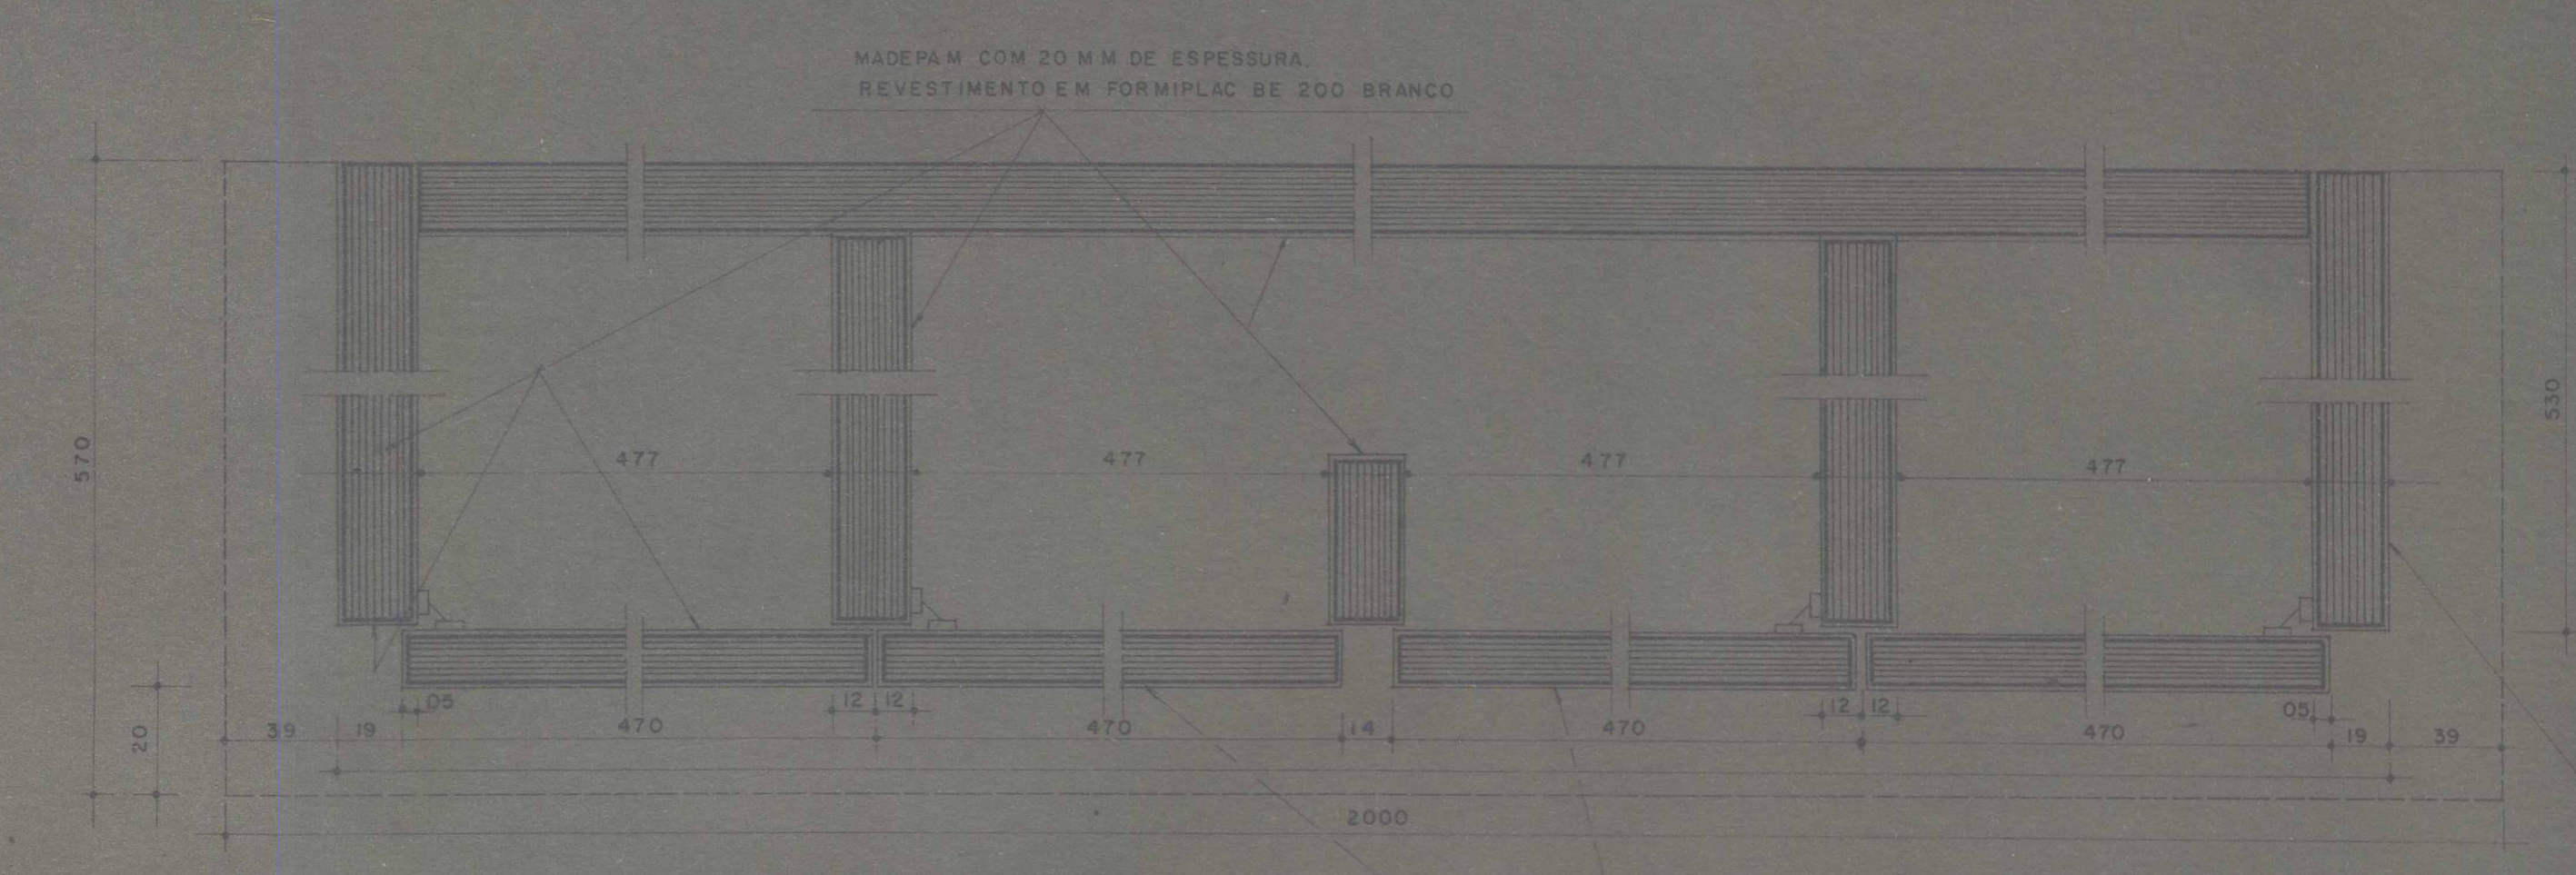 MADEPAM COM 20 MM DE ESPESSURA.
REVESTIMENTO EM FORMIPLAC BE 200 BRANCO
570
530
477 477 477 477
05 12 12 12 12 05
39 19 470 470 14 470 470 19 39
20
2000